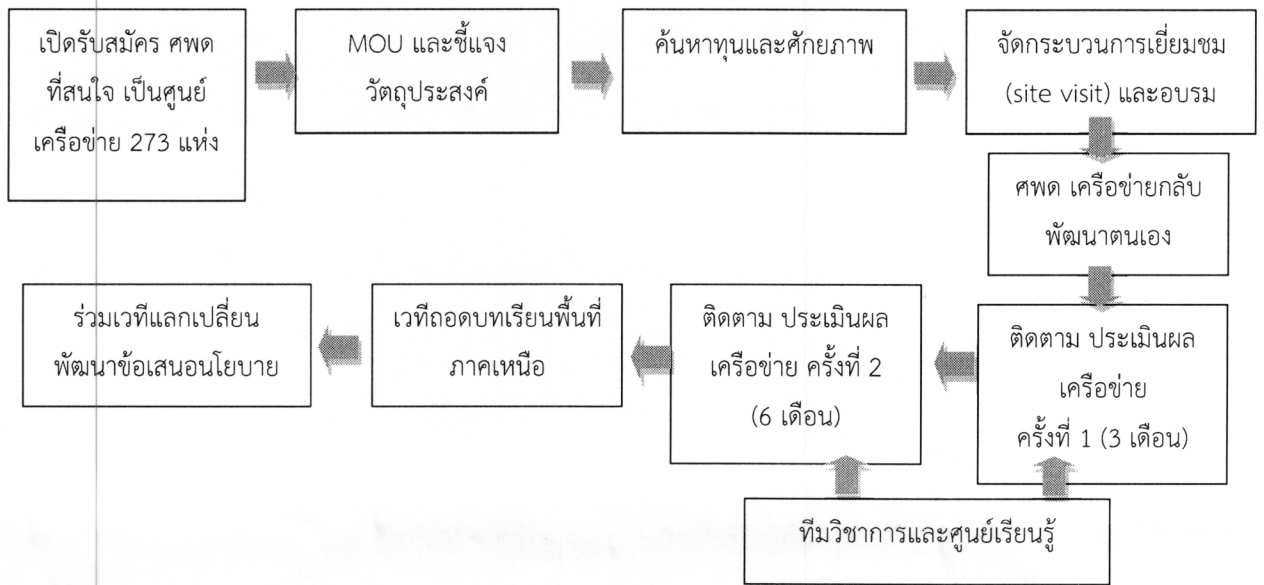 เปิดรับสมัคร ศพด
ที่สนใจ เป็นศูนย์
เครือข่าย 273 แห่ง
MOU และชี้แจง
วัตถุประสงค์
ค้นหาทุนและศักยภาพ
จัดกระบวนการเยี่ยมชม
(site visit) และอบรม
ศพด เครือข่ายกลับ
พัฒนาตนเอง
ติดตาม ประเมินผล
เครือข่าย
ครั้งที่ 1 (3 เดือน)
ติดตาม ประเมินผล
เครือข่าย ครั้งที่ 2
(6 เดือน)
เวทีถอดบทเรียนพื้นที่
ภาคเหนือ
ร่วมเวทีแลกเปลี่ยน
พัฒนาข้อเสนอนโยบาย
ทีมวิชาการและศูนย์เรียนรู้